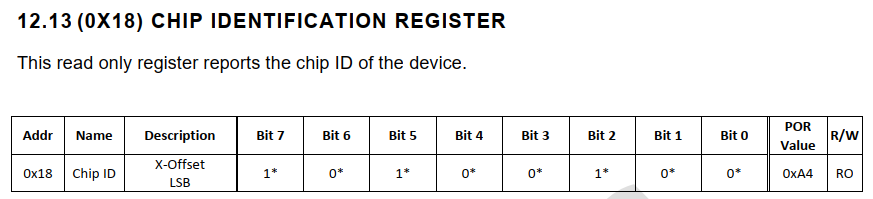 12.13 (0X18) CHIP IDENTIFICATION REGISTER
This read only register reports the chip ID of the device.
Addr Name Description Bit 7 Bit 6 Bit 5 Bit 4 Bit 3 Bit 2 Bit 1 Bit 0 POR Value R/W
0x18 Chip ID X-Offset LSB 1* 0* 1* 0* 0* 1* 0* 0* 0xA4 RO